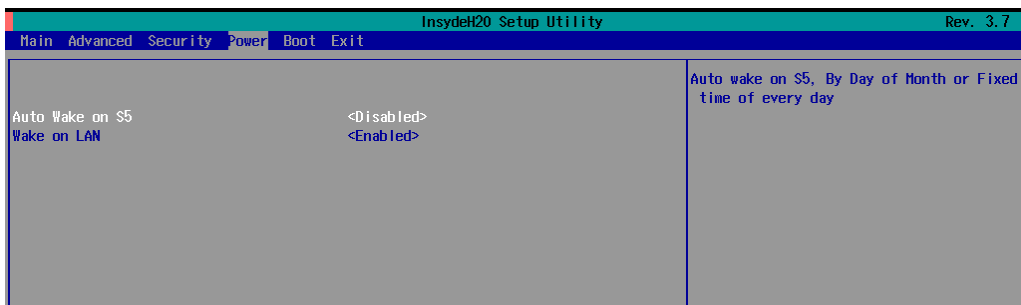 InsydeH20 Setup Utility Rev. 3.7
Main Advanced Security Power Boot Exit
Auto Wake on S5 <Disabled>
Wake on LAN <Enabled>
Auto wake on S5, By Day of Month or Fixed
time of every day